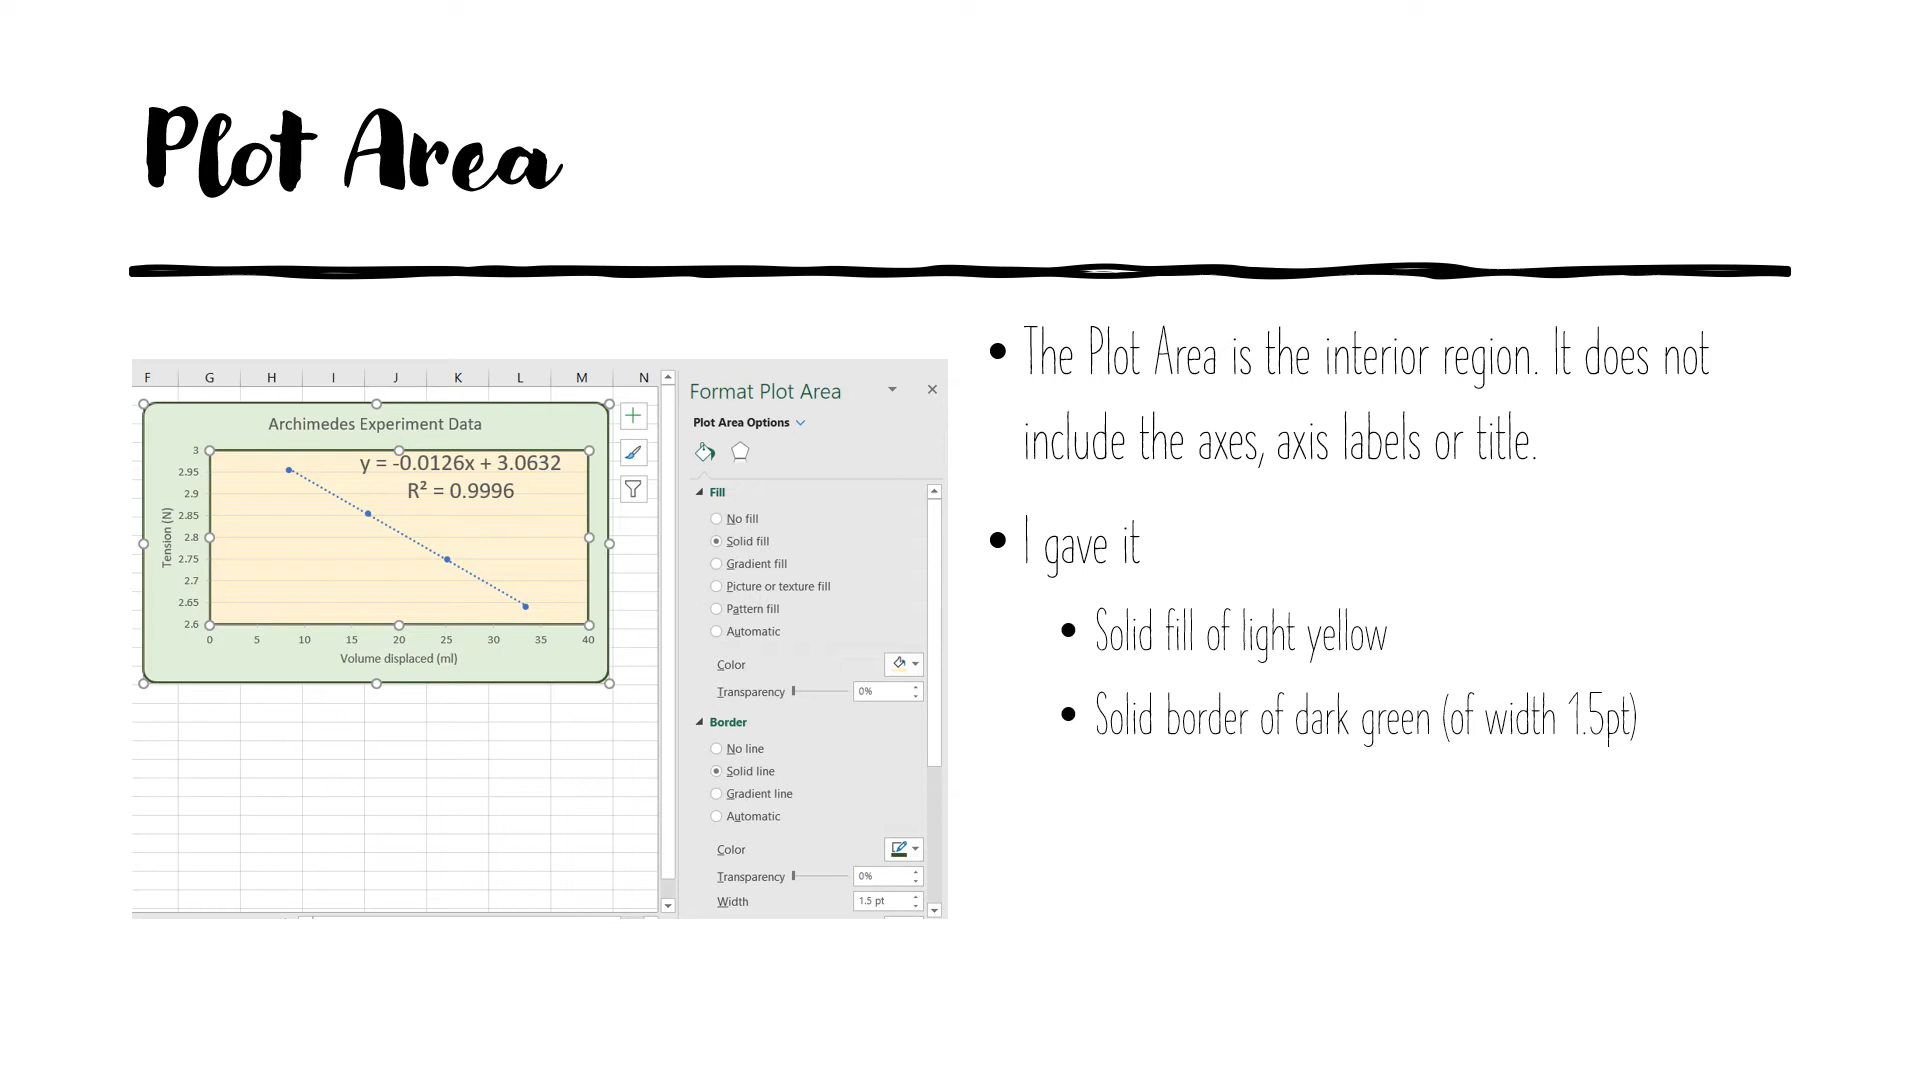 Plot Area
F G H I J K L M N
Archimedes Experiment Data
y = -0.0126x + 3.0632
R² = 0.9996
3
2.95
2.9
2.85
2.8
2.75
2.7
2.65
2.6
Tension (N)
0 5 10 15 20 25 30 35 40
Volume displaced (ml)
Format Plot Area
Plot Area Options
Fill
No fill
Solid fill
Gradient fill
Picture or texture fill
Pattern fill
Automatic
Color
Transparency 0%
Border
No line
Solid line
Gradient line
Automatic
Color
Transparency 0%
Width 1.5 pt
• The Plot Area is the interior region. It does not
include the axes, axis labels or title.
• I gave it
• Solid fill of light yellow
• Solid border of dark green (of width 1.5pt)